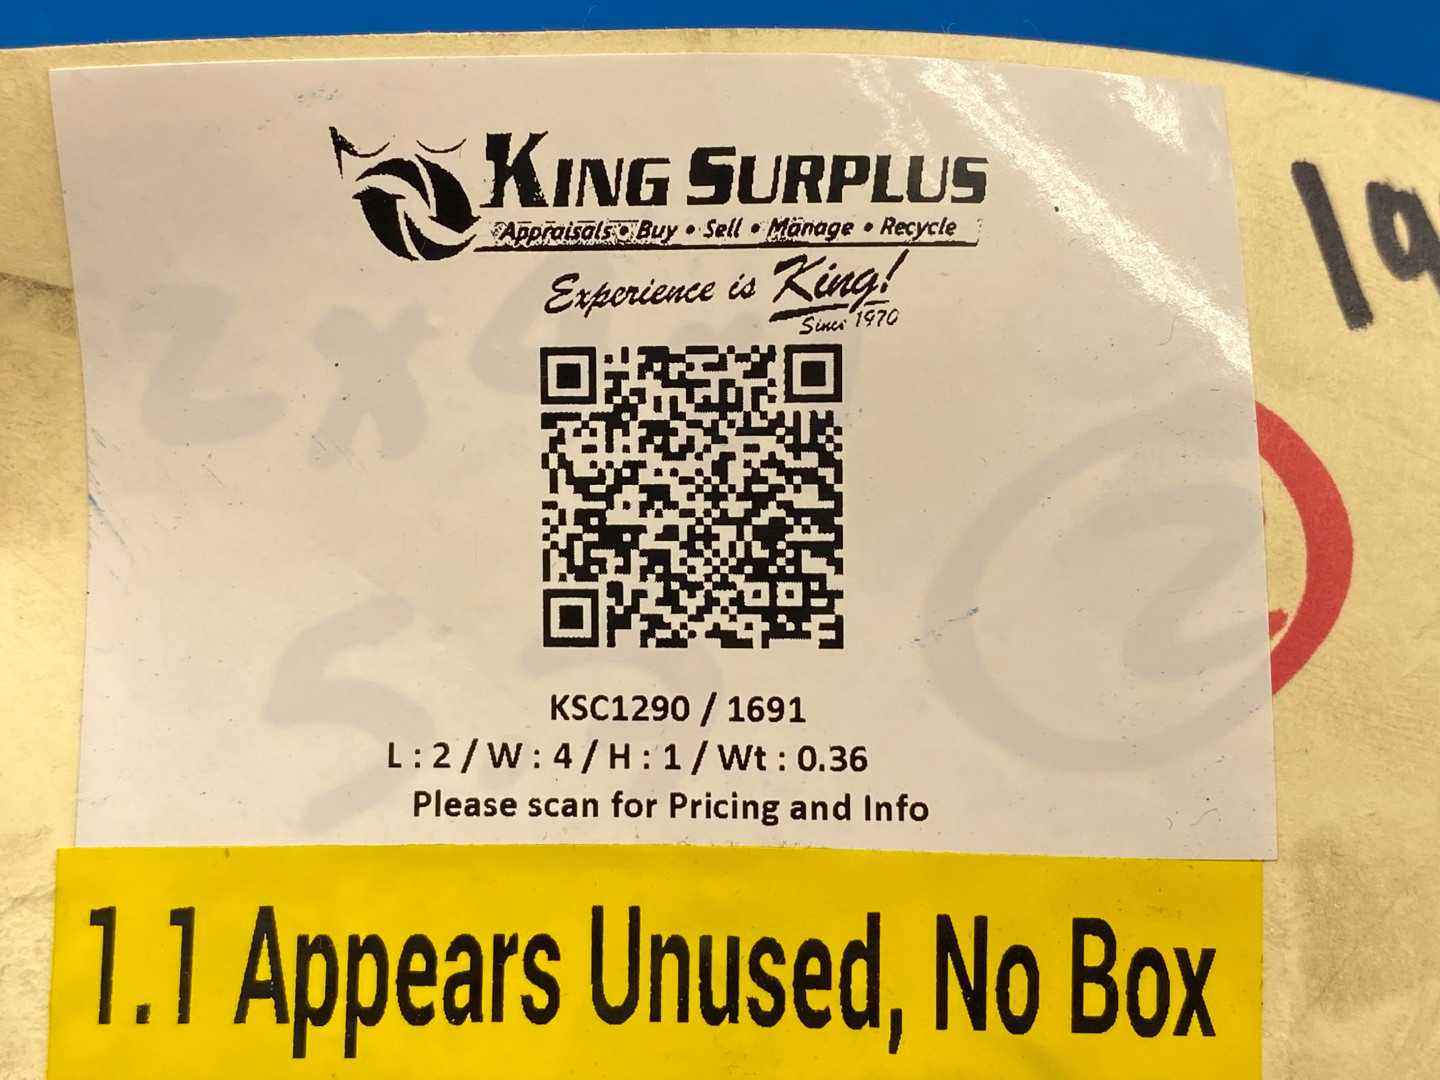 KING SURPLUS
Appraisals • Buy • Sell • Manage • Recycle
Experience is King!
Since 1970
KSC1290 / 1691
L : 2 / W : 4 / H : 1 / Wt : 0.36
Please scan for Pricing and Info
1.1 Appears Unused, No Box
2